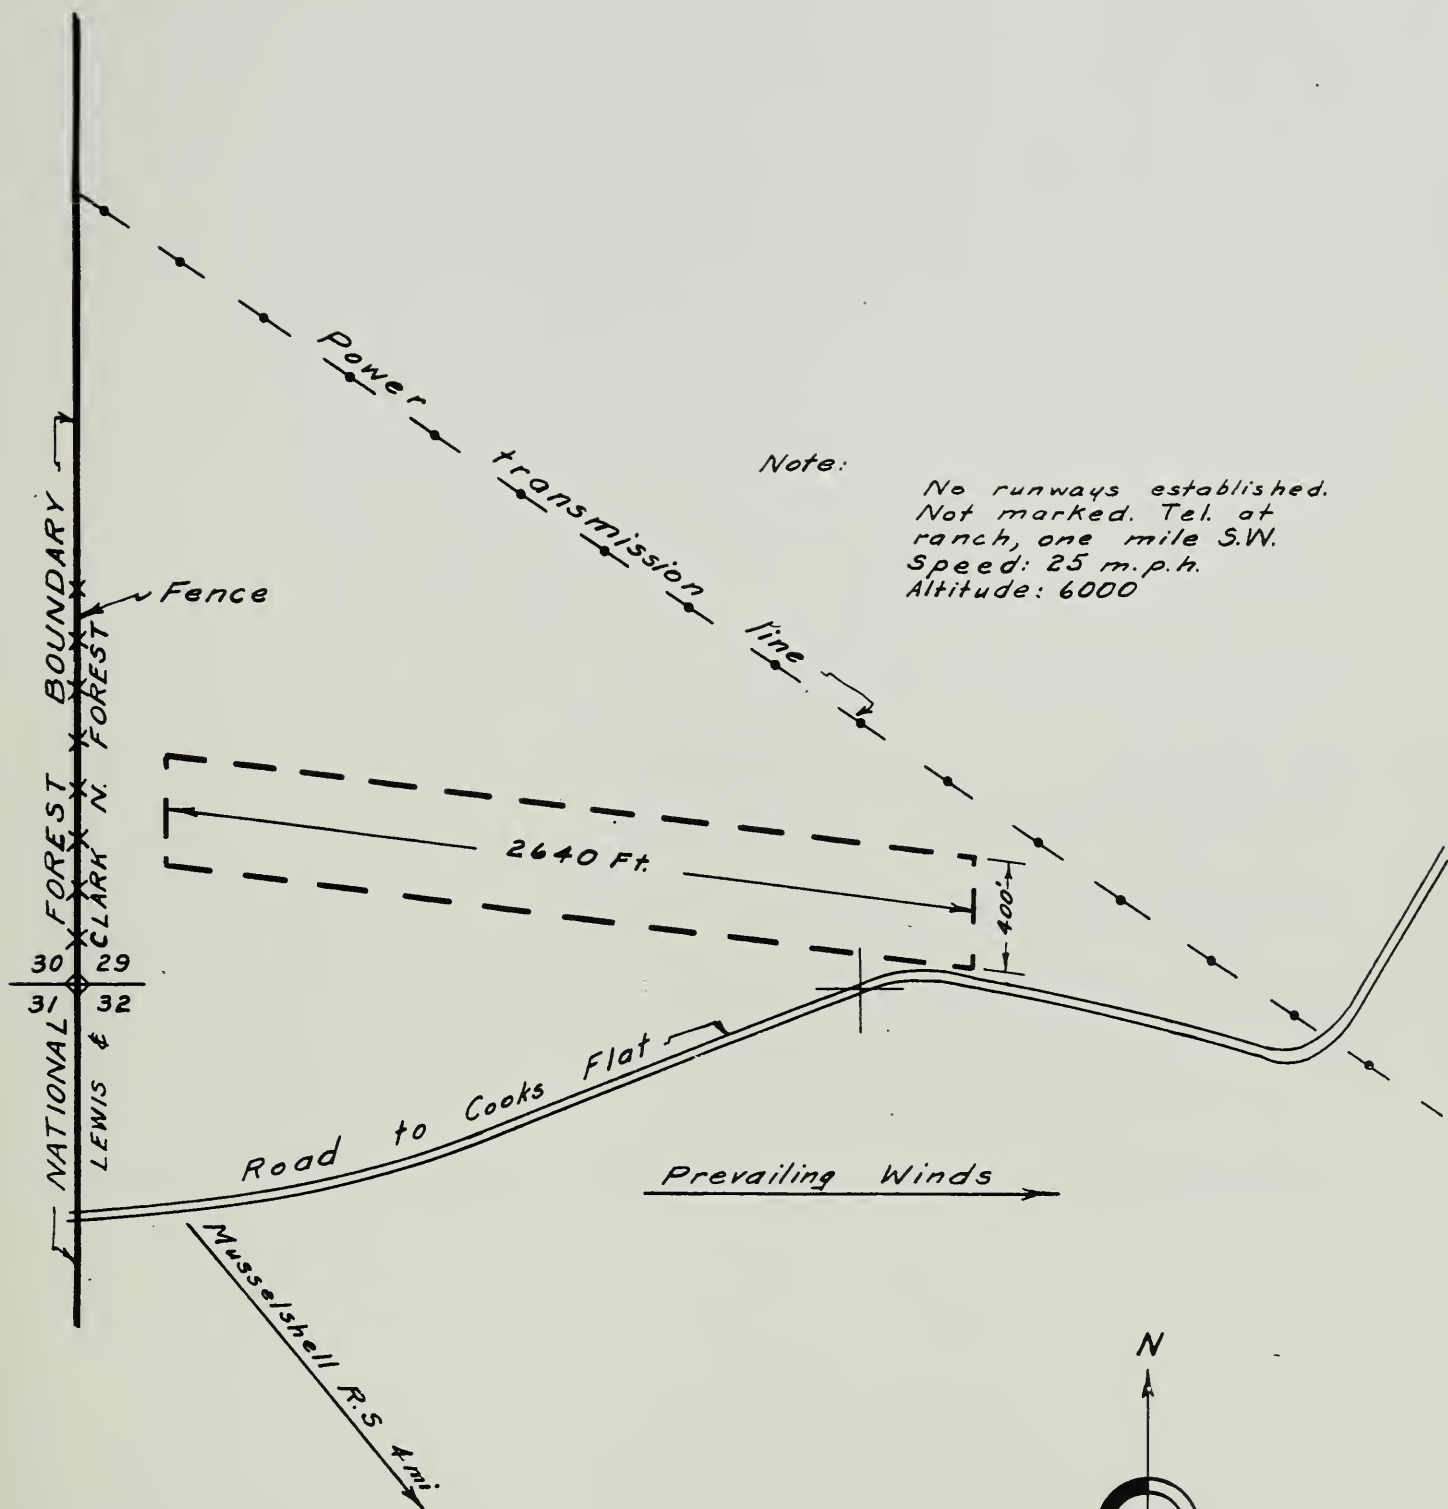 Power transmission line
Note:
No runways established.
Not marked. Tel. at
ranch, one mile S.W.
Speed: 25 m.p.h.
Altitude: 6000
NATIONAL FOREST BOUNDARY
Fence
LEWIS & CLARK N. FOREST
2640 Ft.
400'
30 29
31 32
Road to Cooks Flat
Prevailing Winds
Musselshell R.S 4 mi
N